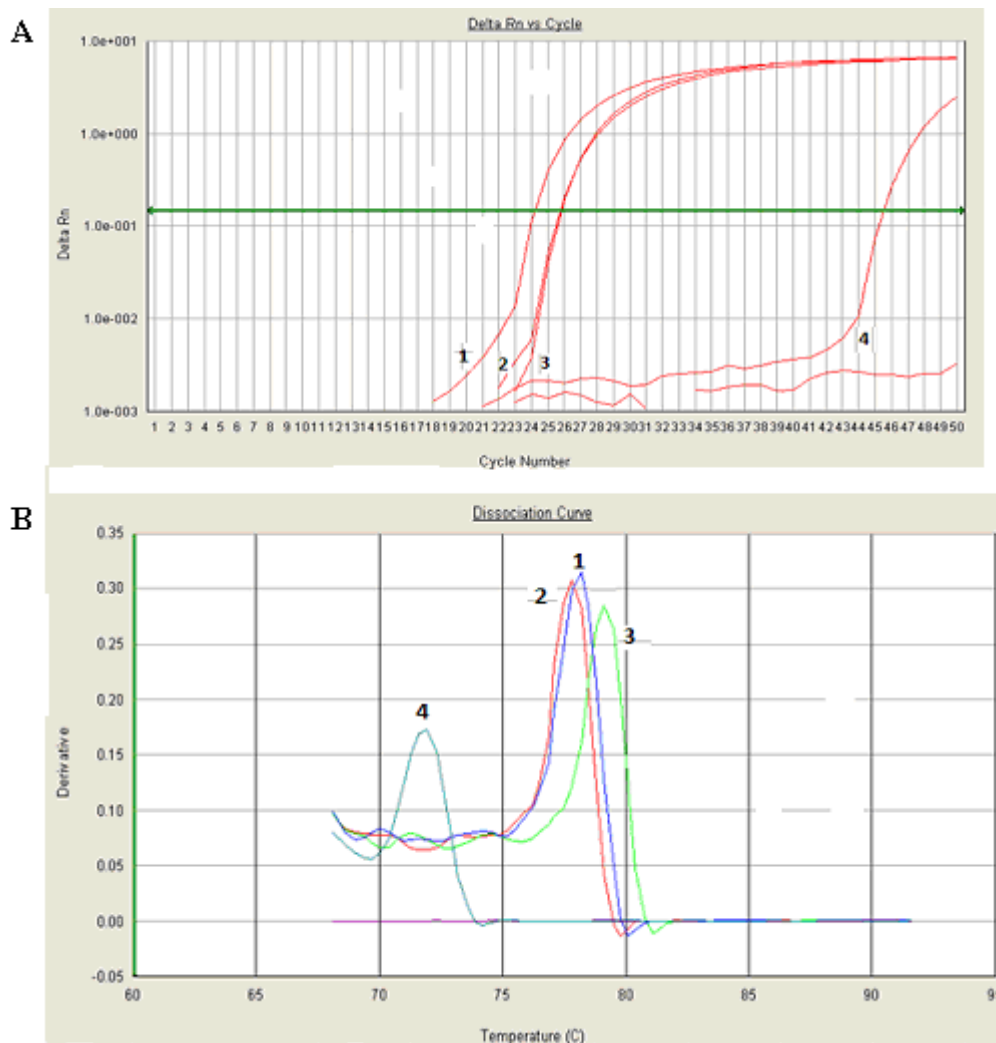 A
Delta Rn vs Cycle
1.0e+001
1.0e+000
1.0e-001
1.0e-002
1.0e-003
Delta Rn
1
2
3
4
1 2 3 4 5 6 7 8 9 10 11 12 13 14 15 16 17 18 19 20 21 22 23 24 25 26 27 28 29 30 31 32 33 34 35 36 37 38 39 40 41 42 43 44 45 46 47 48 49 50
Cycle Number
B
Dissociation Curve
0.35
0.30
0.25
0.20
0.15
0.10
0.05
0.00
-0.05
Derivative
1
2
3
4
60 65 70 75 80 85 90
Temperature (C)